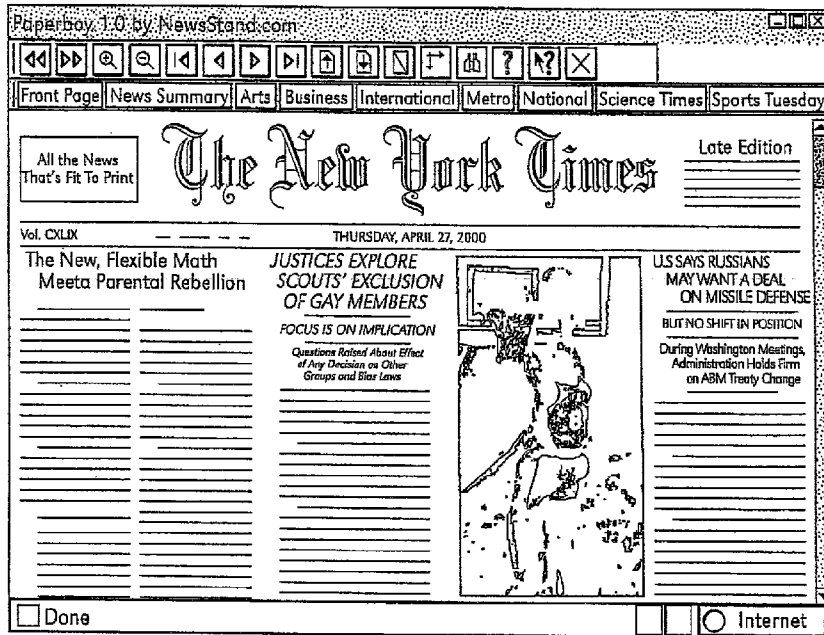 Paperboy 1.0 by NewsStand.com
Front Page News Summary Arts Business International Metro National Science Times Sports Tuesday
All the News
That's Fit To Print
The New York Times
Late Edition
Vol. CXLIX
THURSDAY, APRIL 27, 2000
The New, Flexible Math
Meeta Parental Rebellion
JUSTICES EXPLORE
SCOUTS' EXCLUSION
OF GAY MEMBERS
FOCUS IS ON IMPLICATION
Questions Raised About Effect
of Any Decision on Other
Groups and Bias Laws
U.S SAYS RUSSIANS
MAY WANT A DEAL
ON MISSILE DEFENSE
BUT NO SHIFT IN POSITION
During Washington Meetings,
Administration Holds Firm
on ABM Treaty Change
Done
Internet